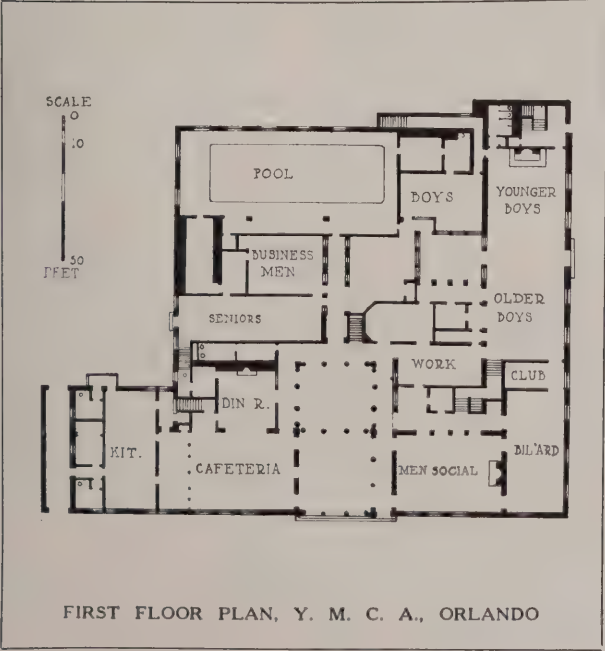 SCALE
0
10
50
FEET
POOL
BOYS
YOUNGER
BOYS
BUSINESS
MEN
SENIORS
OLDER
BOYS
WORK
CLUB
DIN R.
KIT.
CAFETERIA
MEN SOCIAL
BIL'ARD
FIRST FLOOR PLAN, Y. M. C. A., ORLANDO